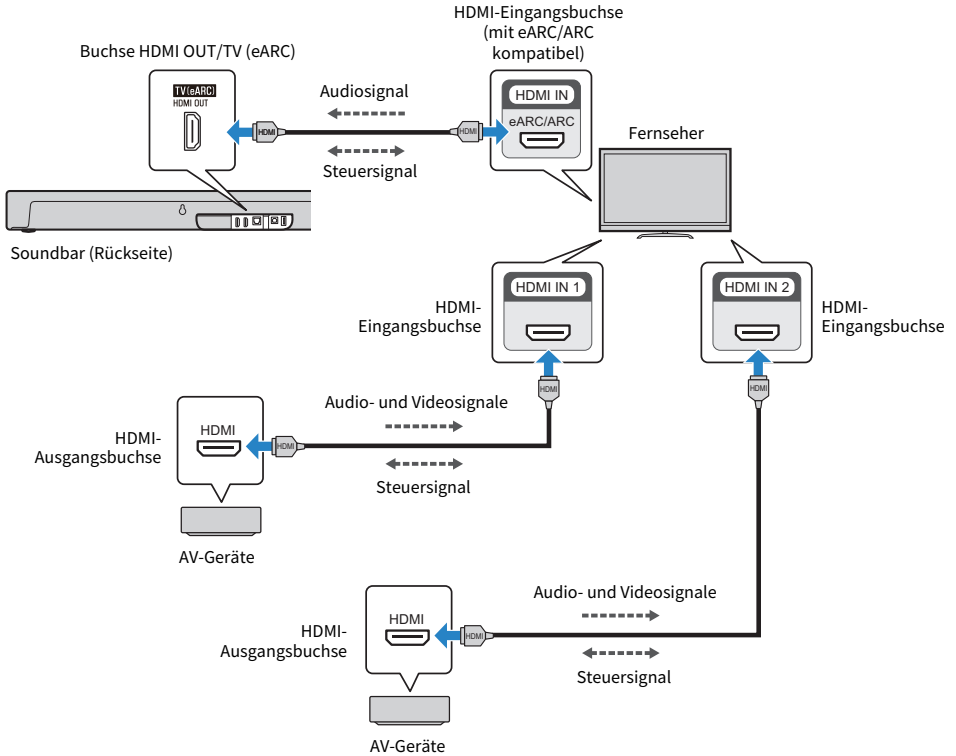 HDMI-Eingangsbuchse
(mit eARC/ARC
kompatibel)
Buchse HDMI OUT/TV (eARC)
TV(eARC)
HDMI OUT
HDMI
Audiosignal
Steuersignal
HDMI
HDMI IN
eARC/ARC
Fernseher
Soundbar (Rückseite)
HDMI-
Eingangsbuchse
HDMI IN 1
HDMI IN 2
HDMI-
Eingangsbuchse
HDMI
HDMI
HDMI-
Ausgangsbuchse
HDMI
HDMI
Audio- und Videosignale
Steuersignal
AV-Geräte
HDMI-
Ausgangsbuchse
HDMI
HDMI
Audio- und Videosignale
Steuersignal
AV-Geräte